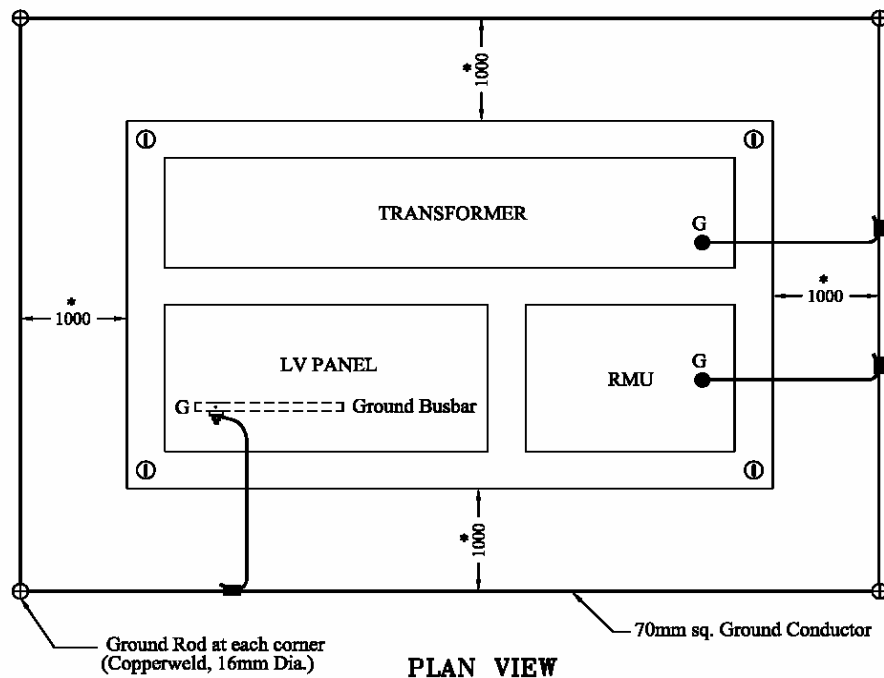 *
1000
TRANSFORMER
G
*
1000
*
1000
LV PANEL
G
RMU
G
Ground Busbar
*
1000
Ground Rod at each corner
(Copperweld, 16mm Dia.)
70mm sq. Ground Conductor
PLAN VIEW